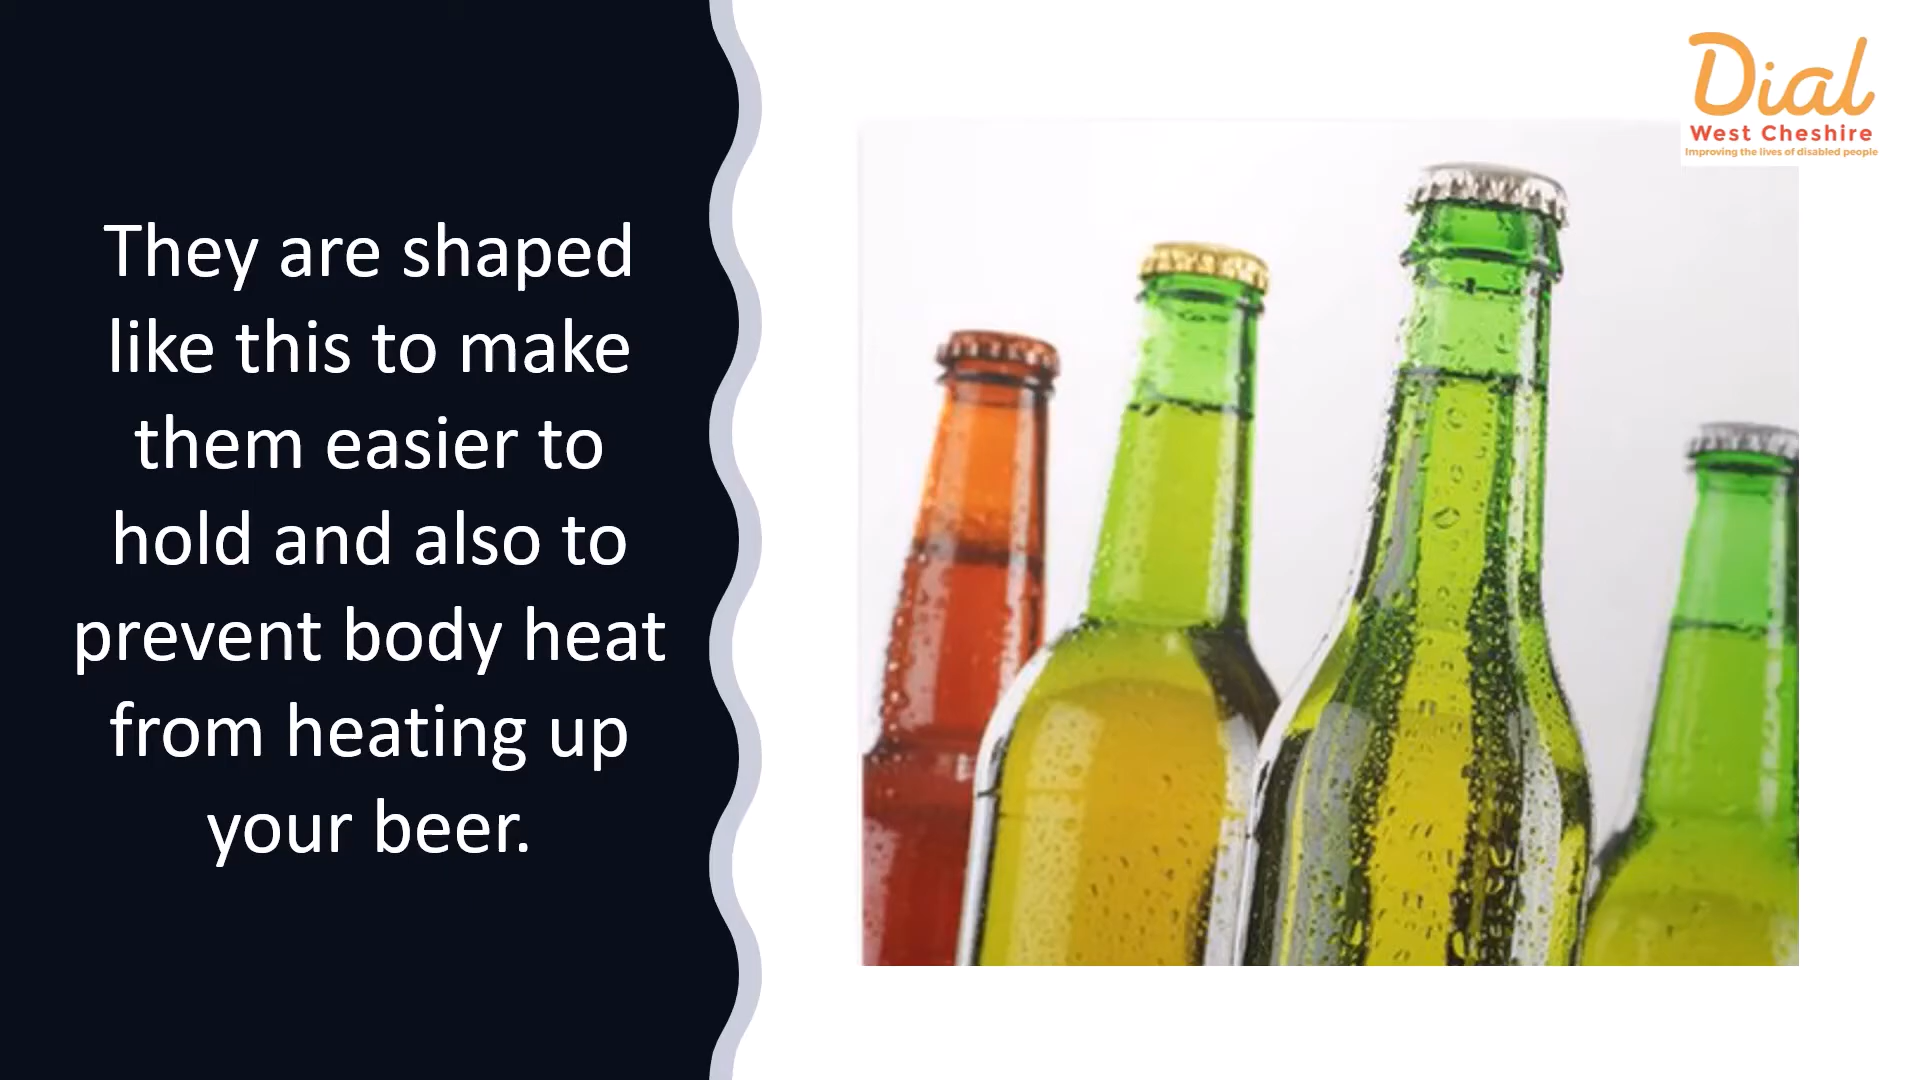 They are shaped
like this to make
them easier to
hold and also to
prevent body heat
from heating up
your beer.
Dial
West Cheshire
Improving the lives of disabled people